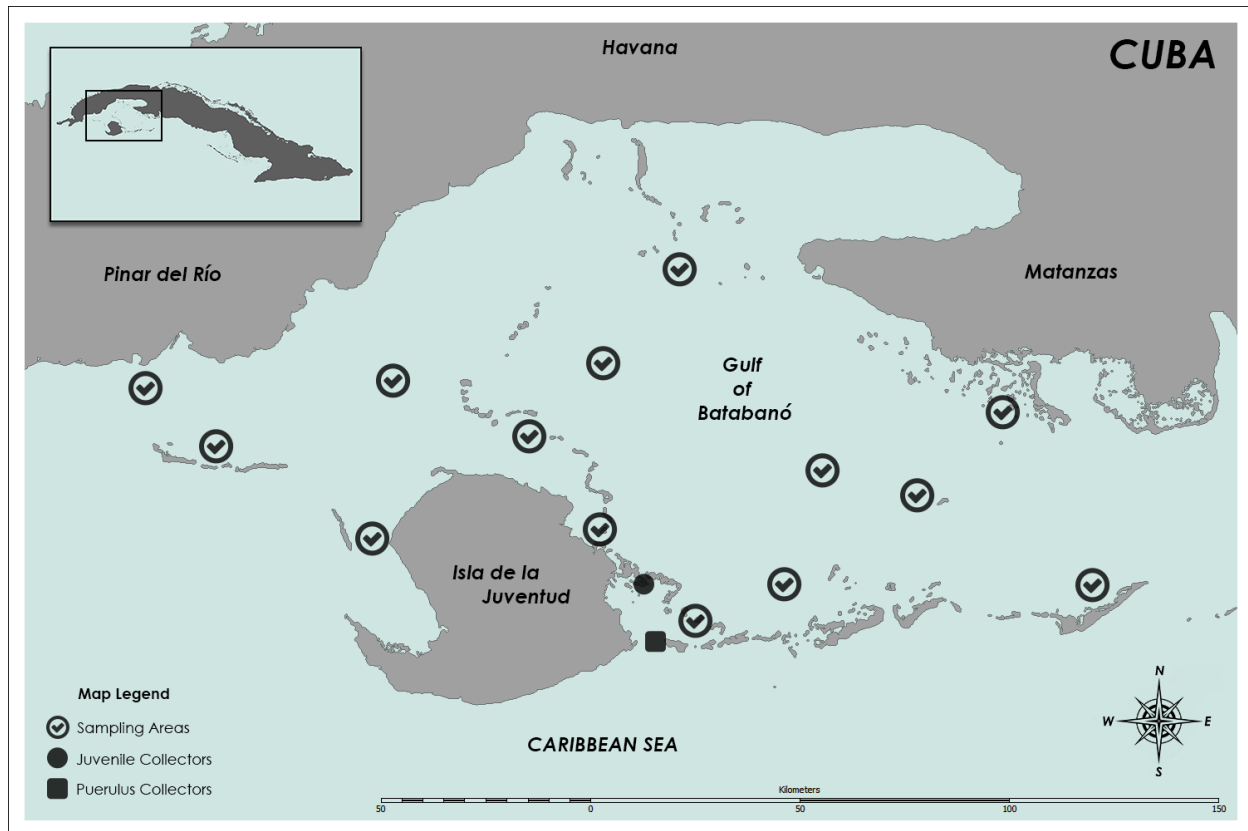 Havana
CUBA
Pinar del Río
Matanzas
Gulf
of
Batabanó
Isla de la
Juventud
Map Legend
Sampling Areas
Juvenile Collectors
Puerulus Collectors
CARIBBEAN SEA
N
W E
S
Kilometers
50 0 50 100 150